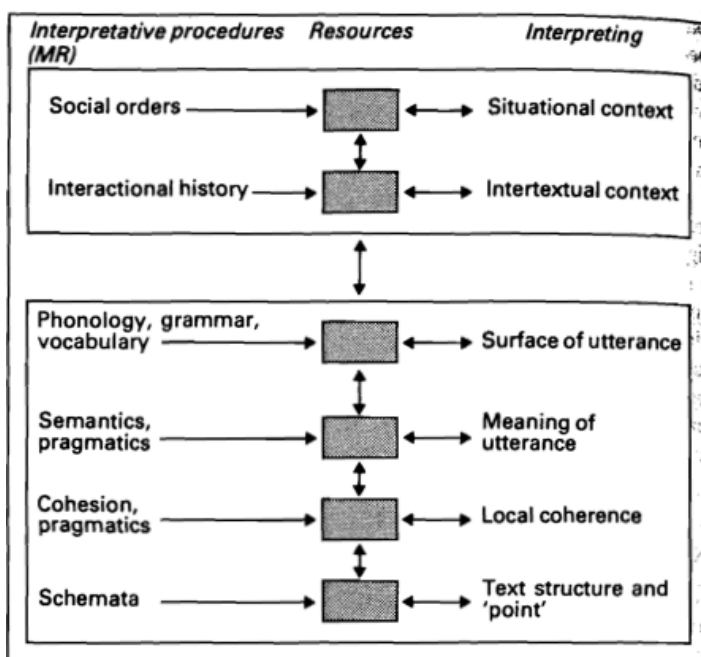 Interpretative procedures Resources Interpreting
(MR)
Social orders Situational context
Interactional history Intertextual context
Phonology, grammar,
vocabulary Surface of utterance
Semantics, Meaning of
pragmatics utterance
Cohesion,
pragmatics Local coherence
Schemata Text structure and
'point'